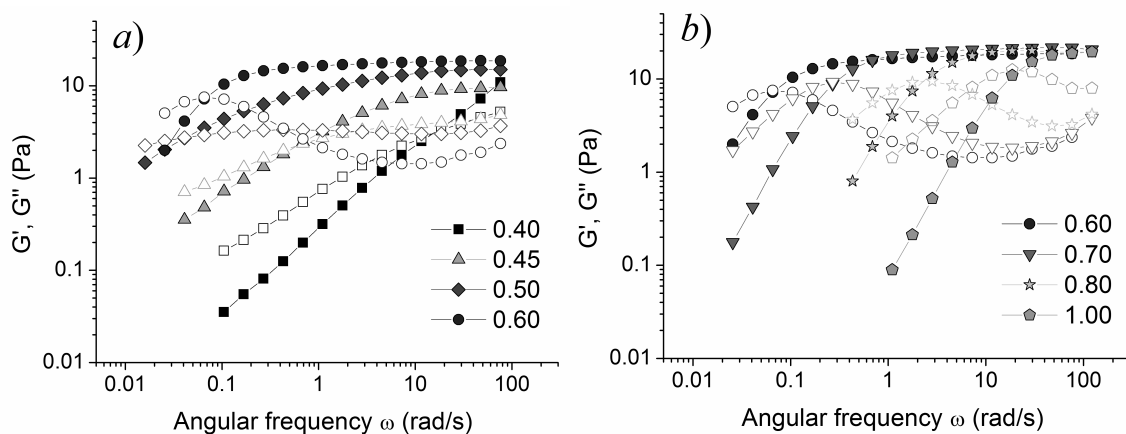 a)
G', G'' (Pa)
10
1
0.1
0.01
0.40
0.45
0.50
0.60
0.01 0.1 1 10 100
Angular frequency ω (rad/s)
b)
G', G'' (Pa)
10
1
0.1
0.01
0.60
0.70
0.80
1.00
0.01 0.1 1 10 100
Angular frequency ω (rad/s)